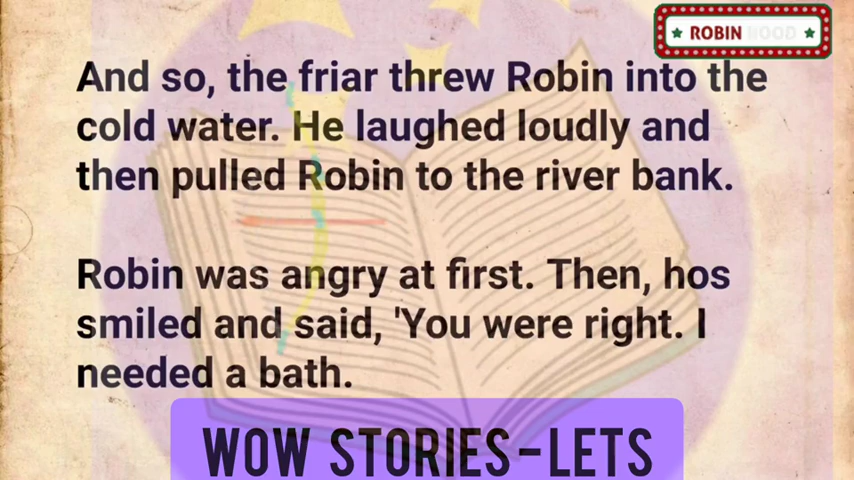 ROBIN HOOD
And so, the friar threw Robin into the
cold water. He laughed loudly and
then pulled Robin to the river bank.
Robin was angry at first. Then, hos
smiled and said, 'You were right. I
needed a bath.
WOW STORIES-LETS